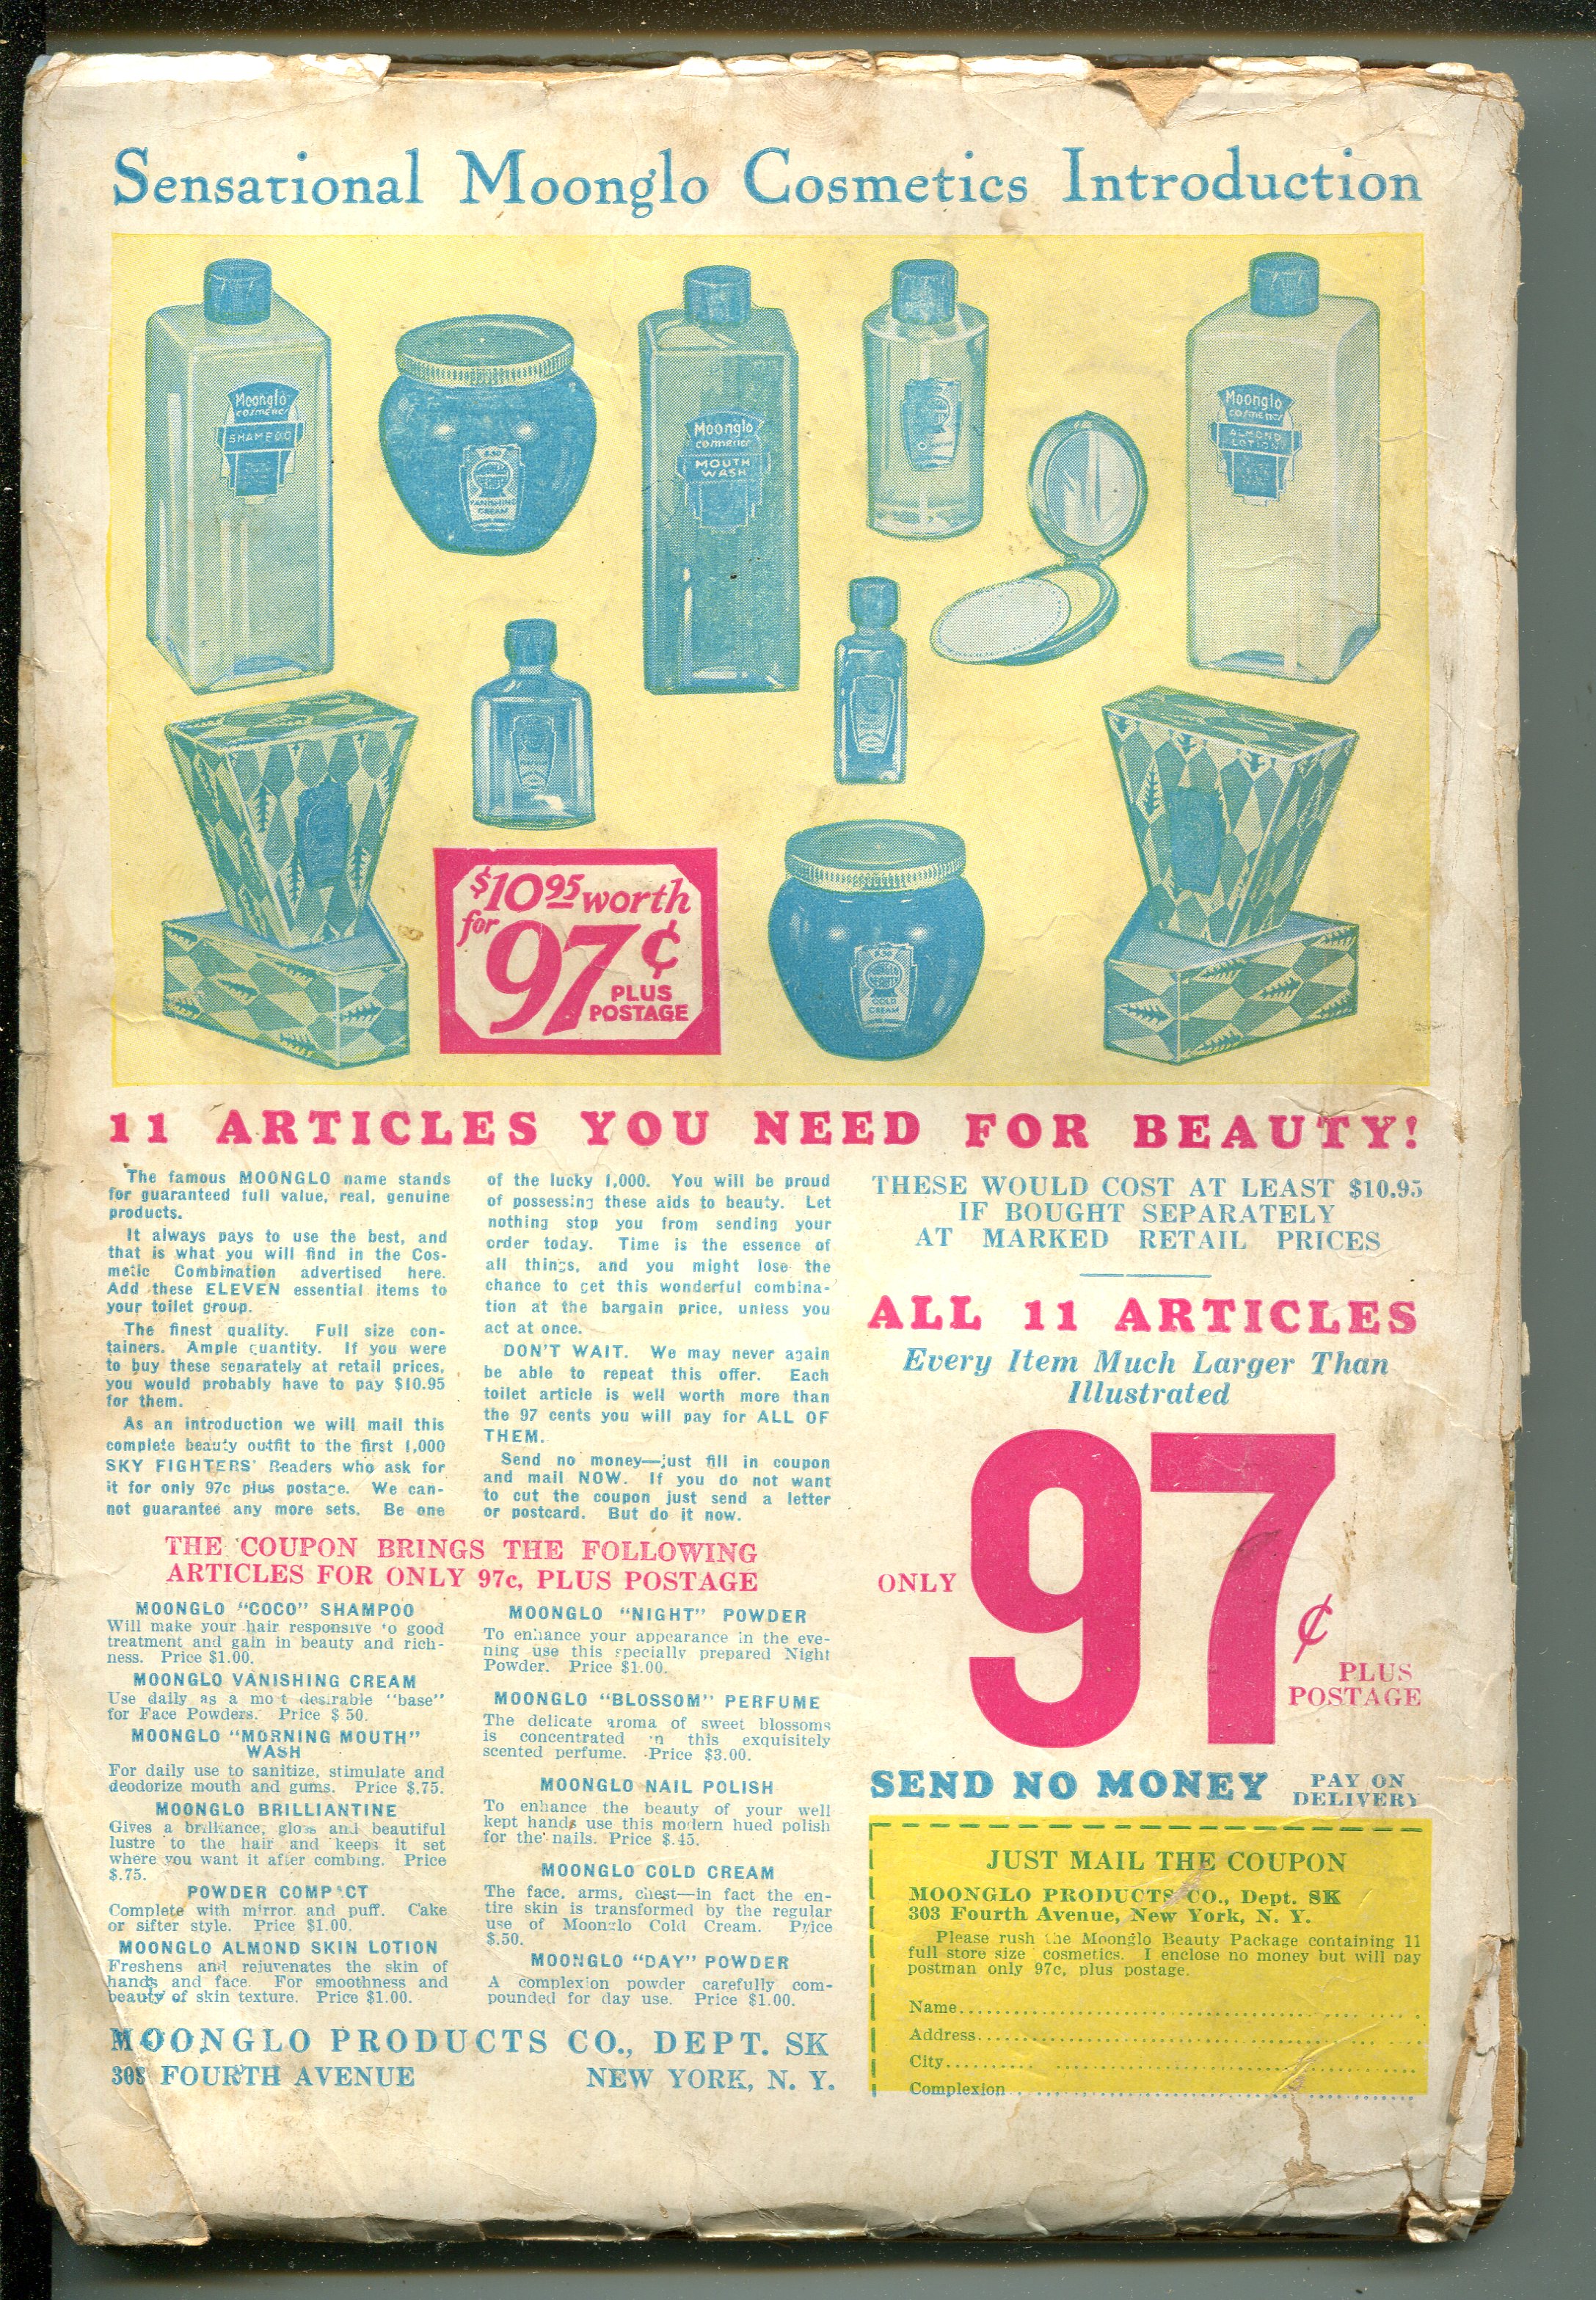 Sensational Moonglo Cosmetics Introduction
Moonglo
cosmetics
SHAMPOO
VANISHING
CREAM
Moonglo
cosmetics
MOUTH
WASH
Moonglo
cosmetics
ALMOND
LOTION
$10.95 worth
for 97¢
PLUS
POSTAGE
COLD
CREAM
11 ARTICLES YOU NEED FOR BEAUTY!
The famous MOONGLO name stands
for guaranteed full value, real, genuine
products.
It always pays to use the best, and
that is what you will find in the Cos-
metic Combination advertised here.
Add these ELEVEN essential items to
your toilet group.
The finest quality. Full size con-
tainers. Ample quantity. If you were
to buy these separately at retail prices,
you would probably have to pay $10.95
for them.
As an introduction we will mail this
complete beauty outfit to the first 1,000
SKY FIGHTERS' Readers who ask for
it for only 97c plus postage. We can-
not guarantee any more sets. Be one
of the lucky 1,000. You will be proud
of possessing these aids to beauty. Let
nothing stop you from sending your
order today. Time is the essence of
all things, and you might lose the
chance to get this wonderful combina-
tion at the bargain price, unless you
act at once.
DON'T WAIT. We may never again
be able to repeat this offer. Each
toilet article is well worth more than
the 97 cents you will pay for ALL OF
THEM.
Send no money—just fill in coupon
and mail NOW. If you do not want
to cut the coupon just send a letter
or postcard. But do it now.
THE COUPON BRINGS THE FOLLOWING
ARTICLES FOR ONLY 97c, PLUS POSTAGE
MOONGLO "COCO" SHAMPOO
Will make your hair responsive to good
treatment and gain in beauty and rich-
ness. Price $1.00.
MOONGLO VANISHING CREAM
Use daily as a most desirable "base"
for Face Powders. Price $.50.
MOONGLO "MORNING MOUTH"
WASH
For daily use to sanitize, stimulate and
deodorize mouth and gums. Price $.75.
MOONGLO BRILLIANTINE
Gives a brilliance, gloss and beautiful
lustre to the hair and keeps it set
where you want it after combing. Price
$.75.
POWDER COMPACT
Complete with mirror and puff. Cake
or sifter style. Price $1.00.
MOONGLO ALMOND SKIN LOTION
Freshens and rejuvenates the skin of
hands and face. For smoothness and
beauty of skin texture. Price $1.00.
MOONGLO "NIGHT" POWDER
To enhance your appearance in the eve-
ning use this specially prepared Night
Powder. Price $1.00.
MOONGLO "BLOSSOM" PERFUME
The delicate aroma of sweet blossoms
is concentrated in this exquisitely
scented perfume. Price $3.00.
MOONGLO NAIL POLISH
To enhance the beauty of your well
kept hands use this modern hued polish
for the nails. Price $.45.
MOONGLO COLD CREAM
The face, arms, chest—in fact the en-
tire skin is transformed by the regular
use of Moonglo Cold Cream. Price
$.50.
MOONGLO "DAY" POWDER
A complexion powder carefully com-
pounded for day use. Price $1.00.
MOONGLO PRODUCTS CO., DEPT. SK
303 FOURTH AVENUE NEW YORK, N. Y.
THESE WOULD COST AT LEAST $10.95
IF BOUGHT SEPARATELY
AT MARKED RETAIL PRICES
ALL 11 ARTICLES
Every Item Much Larger Than
Illustrated
ONLY 97¢
PLUS
POSTAGE
SEND NO MONEY PAY ON
DELIVERY
JUST MAIL THE COUPON
MOONGLO PRODUCTS CO., Dept. SK
303 Fourth Avenue, New York, N. Y.
Please rush the Moonglo Beauty Package containing 11
full store size cosmetics. I enclose no money but will pay
postman only 97c, plus postage.
Name
Address
City
Complexion